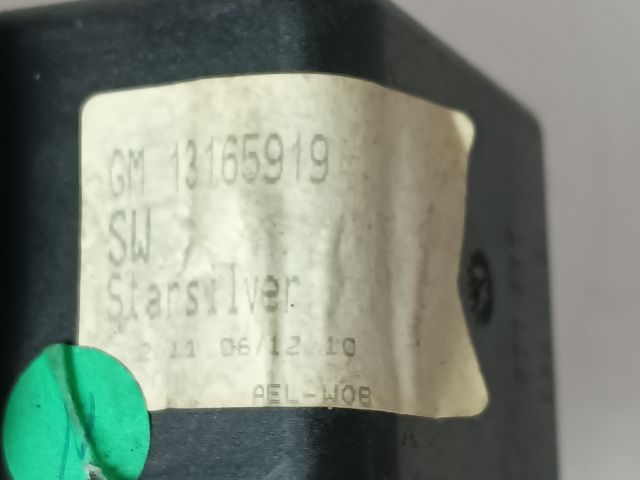 GM 13165919
SW
Starsilver
2 11 06/12 10
AEL-WOB